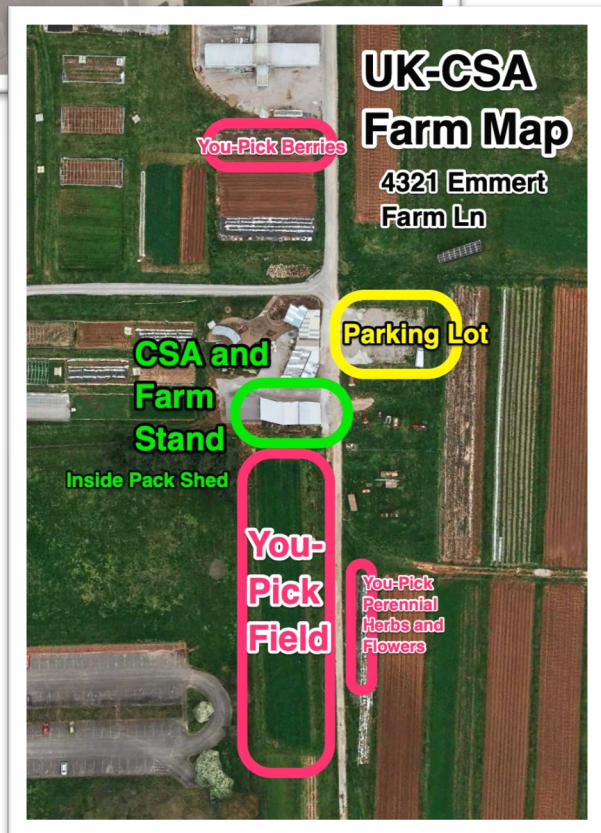 UK-CSA
Farm Map
4321 Emmert
Farm Ln
You-Pick Berries
Parking Lot
CSA and
Farm
Stand
Inside Pack Shed
You-
Pick
Field
You-Pick
Perennial
Herbs and
Flowers